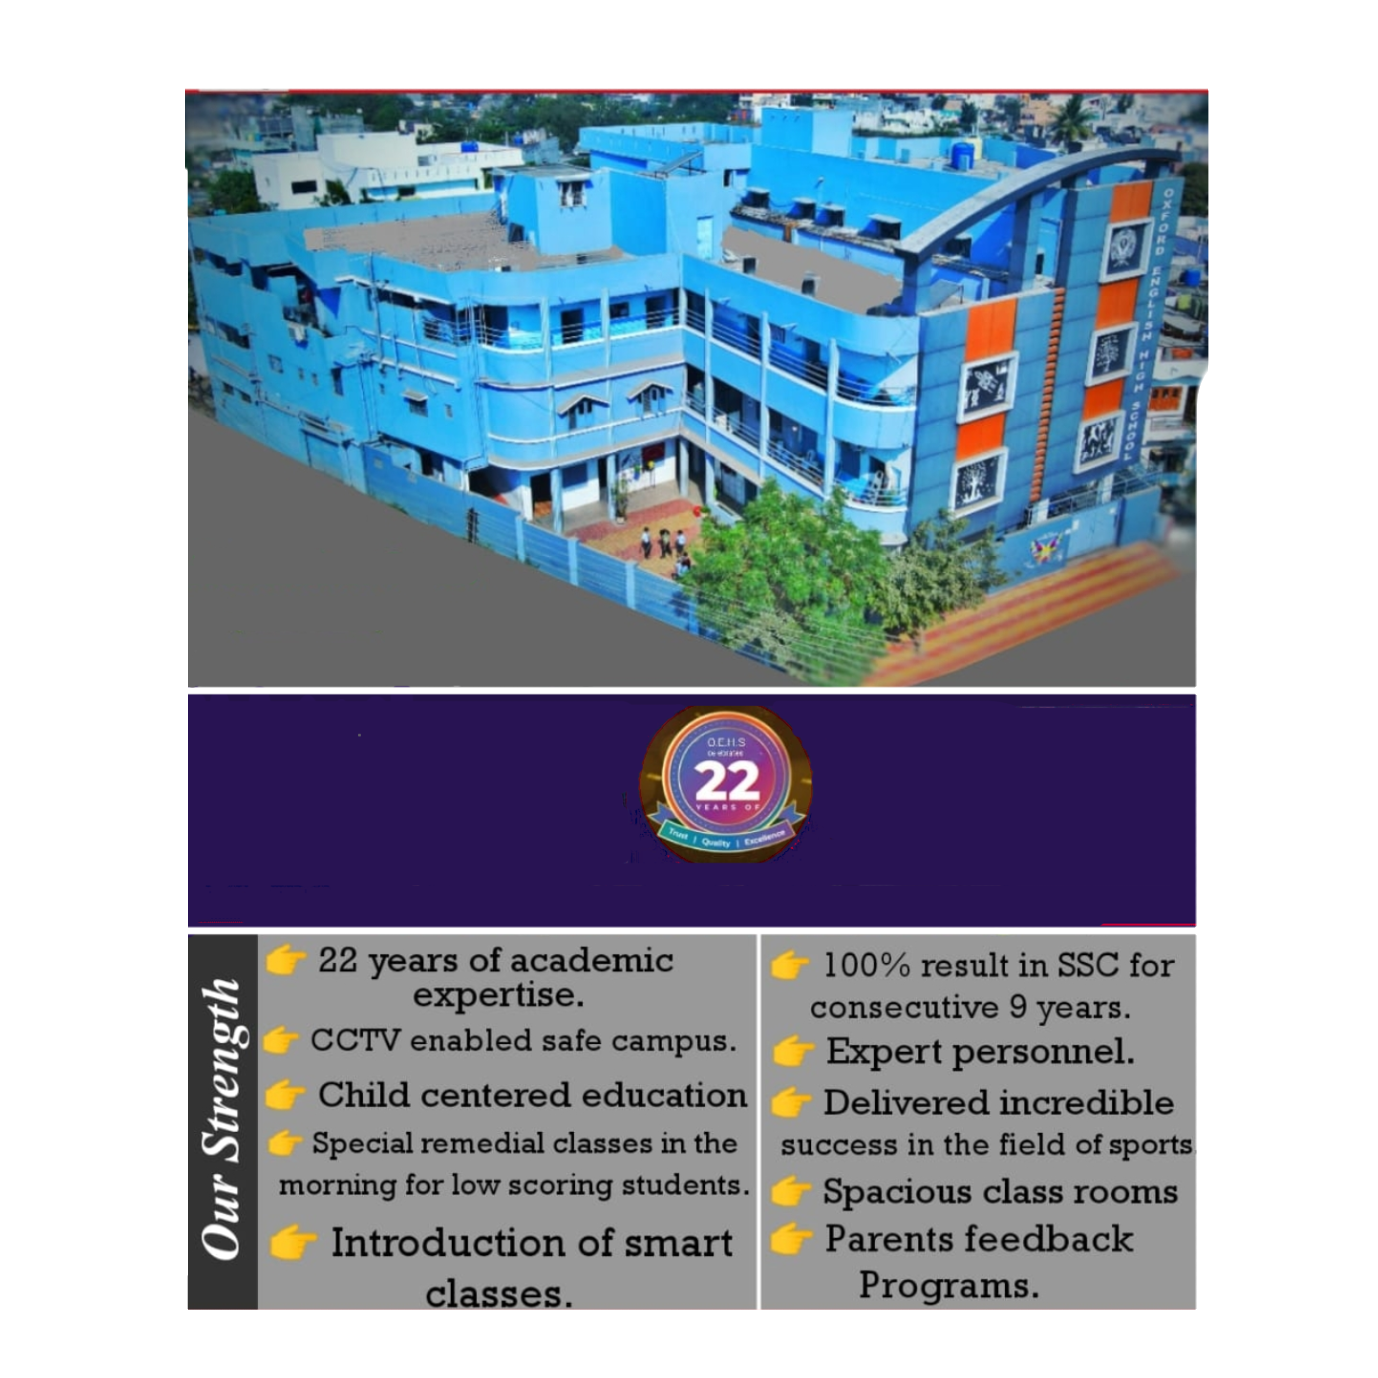 OXFORD ENGLISH HIGH SCHOOL
O.E.H.S
22
YEARS OF
Trust | Quality | Excellence
Our Strength
👉 22 years of academic
expertise.
👉 CCTV enabled safe campus.
👉 Child centered education
👉 Special remedial classes in the
morning for low scoring students.
👉 Introduction of smart
classes.
👉 100% result in SSC for
consecutive 9 years.
👉 Expert personnel.
👉 Delivered incredible
success in the field of sports.
👉 Spacious class rooms
👉 Parents feedback
Programs.